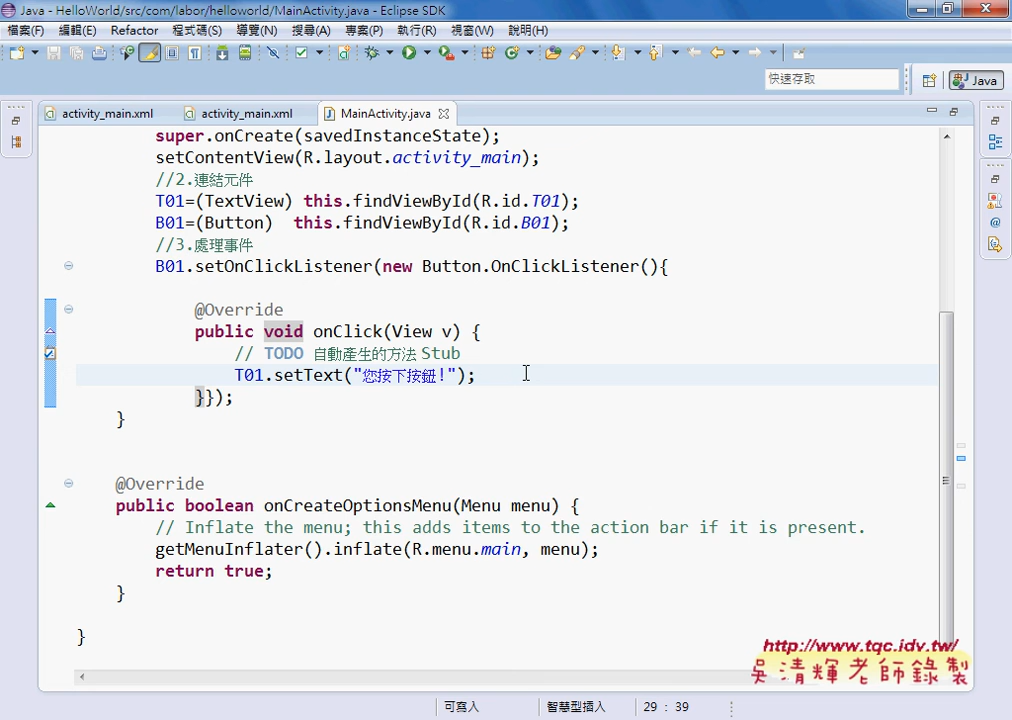 Java - HelloWorld/src/com/labor/helloworld/MainActivity.java - Eclipse SDK
檔案(F) 編輯(E) Refactor 程式碼(S) 導覽(N) 搜尋(A) 專案(P) 執行(R) 視窗(W) 說明(H)
快速存取 Java
activity_main.xml activity_main.xml MainActivity.java
super.onCreate(savedInstanceState);
setContentView(R.layout.activity_main);
//2.連結元件
T01=(TextView) this.findViewById(R.id.T01);
B01=(Button)  this.findViewById(R.id.B01);
//3.處理事件
B01.setOnClickListener(new Button.OnClickListener(){
@Override
public void onClick(View v) {
// TODO 自動產生的方法 Stub
T01.setText("您按下按鈕!");
}});
}
@Override
public boolean onCreateOptionsMenu(Menu menu) {
// Inflate the menu; this adds items to the action bar if it is present.
getMenuInflater().inflate(R.menu.main, menu);
return true;
}
}
http://www.tqc.idv.tw/
吳清輝老師錄製
可寫入 智慧型插入 29 : 39